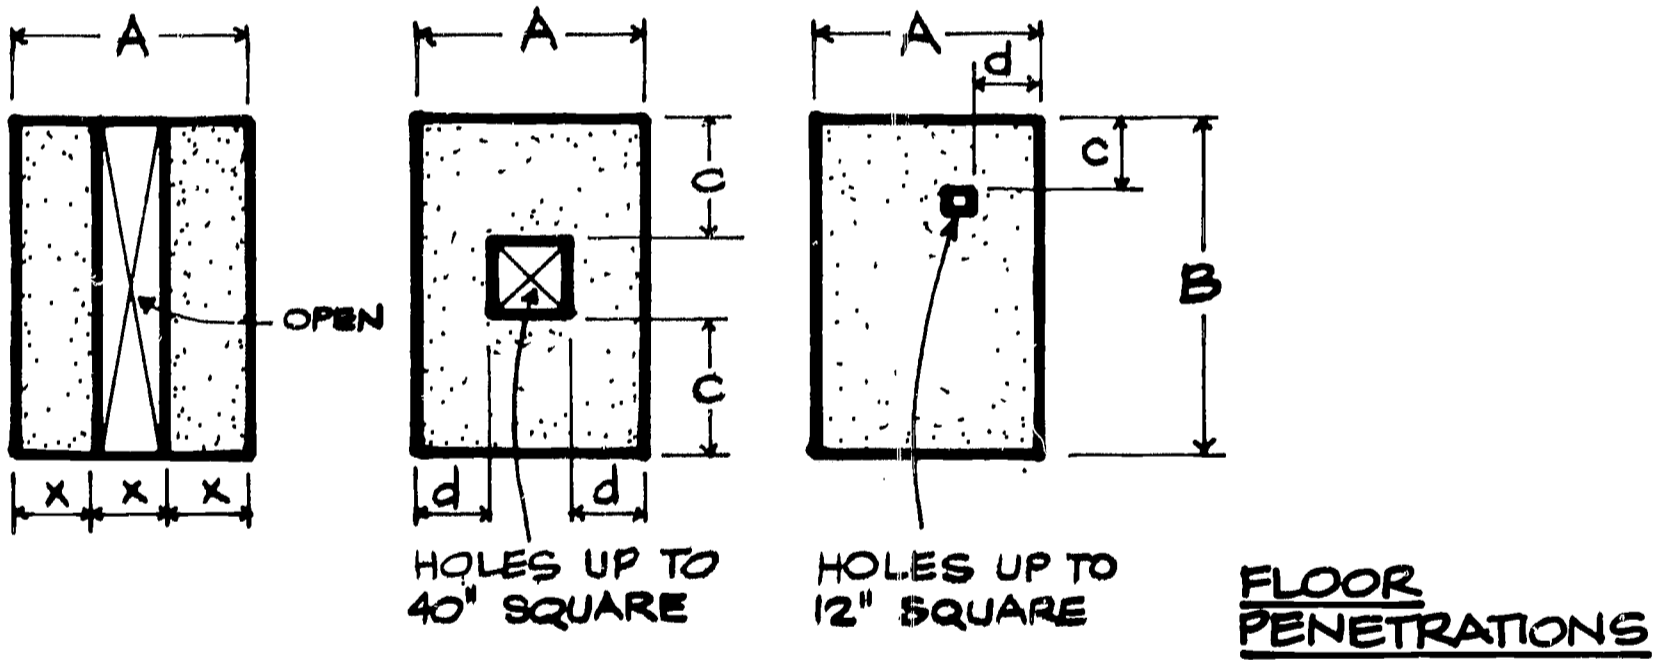 A
A
A
d
C
C
B
C
OPEN
x
x
x
d
d
HOLES UP TO
40" SQUARE
HOLES UP TO
12" SQUARE
FLOOR
PENETRATIONS